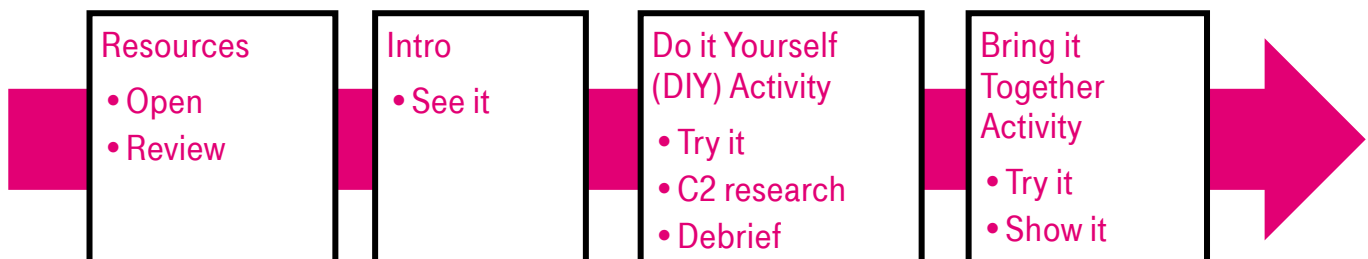 Resources
• Open
• Review
Intro
• See it
Do it Yourself
(DIY) Activity
• Try it
• C2 research
• Debrief
Bring it
Together
Activity
• Try it
• Show it